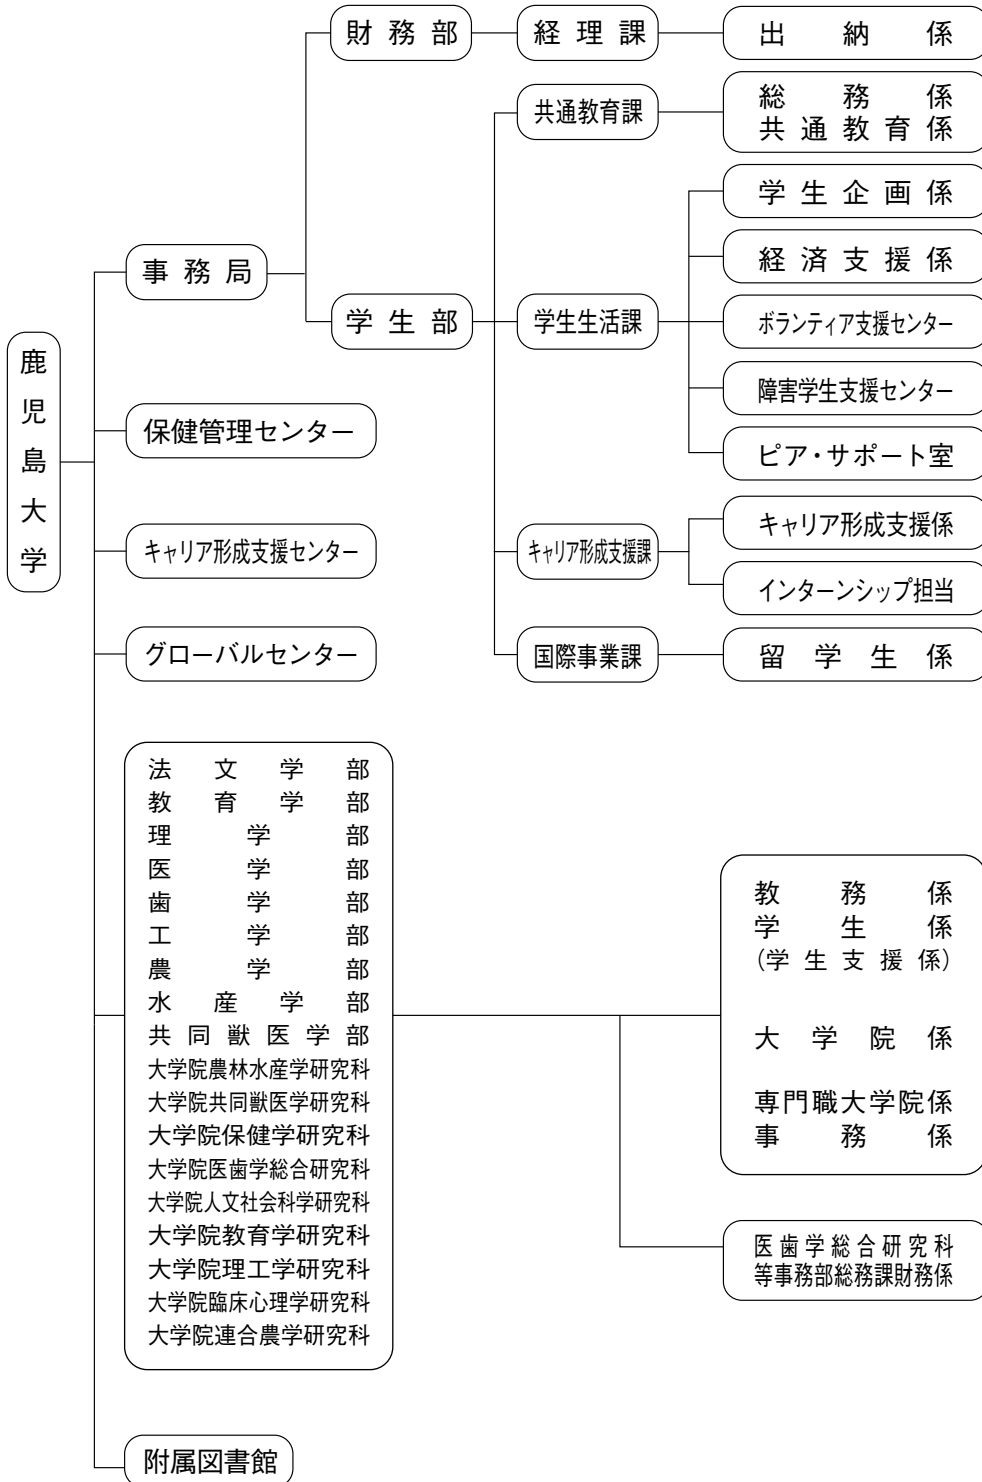 鹿児島大学
事務局
財務部
経理課
出納係
学生部
共通教育課
総務係
共通教育係
学生生活課
学生企画係
経済支援係
ボランティア支援センター
障害学生支援センター
ピア・サポート室
キャリア形成支援課
キャリア形成支援係
インターンシップ担当
国際事業課
留学生係
保健管理センター
キャリア形成支援センター
グローバルセンター
法文学部
教育学部
理学部
医学部
歯学部
工学部
農学部
水産学部
共同獣医学部
大学院農林水産学研究科
大学院共同獣医学研究科
大学院保健学研究科
大学院医歯学総合研究科
大学院人文社会科学研究科
大学院教育学研究科
大学院理工学研究科
大学院臨床心理学研究科
大学院連合農学研究科
教務係
学生係
(学生支援係)
大学院係
専門職大学院係
事務係
医歯学総合研究科
等事務部総務課財務係
附属図書館